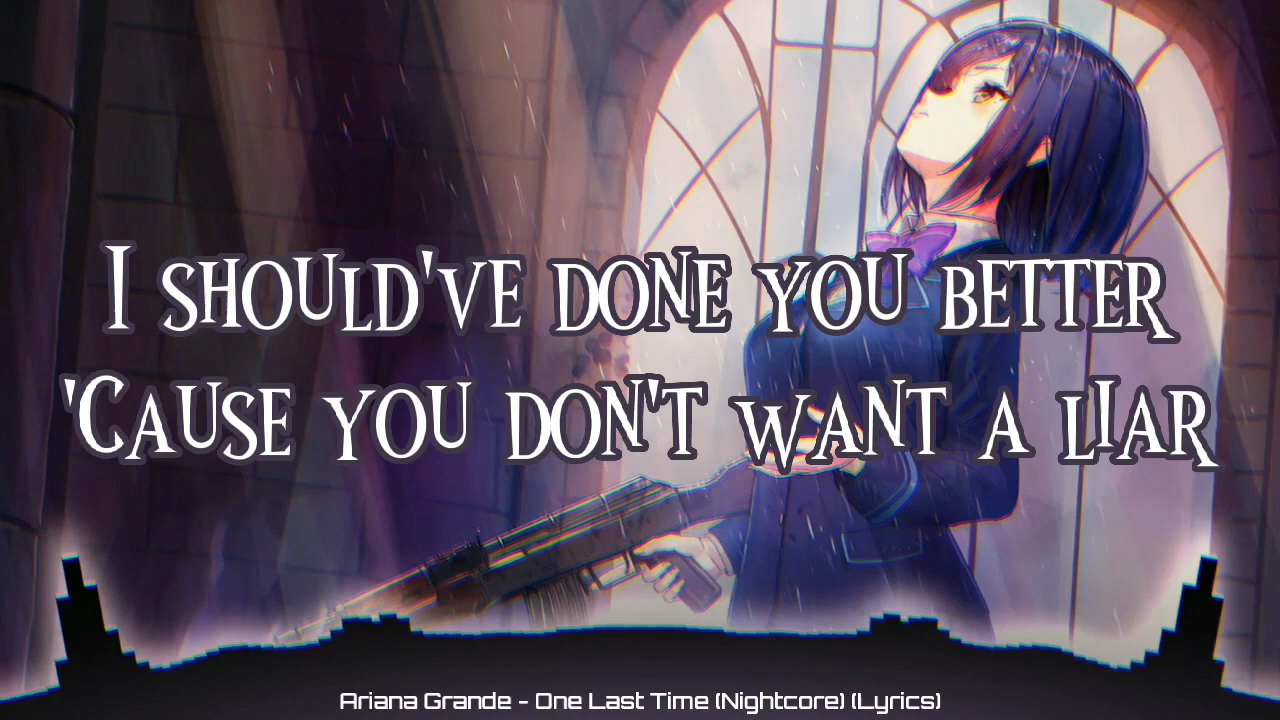 I should've done you better
'Cause you don't want a liar
Ariana Grande - One Last Time (Nightcore) (Lyrics)